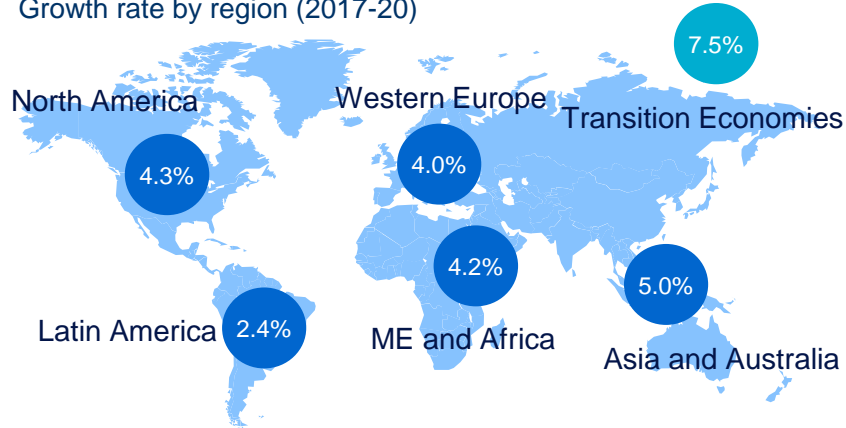 Growth rate by region (2017-20)
7.5%
North America
Western Europe
Transition Economies
4.3%
4.0%
4.2%
5.0%
Latin America
2.4%
ME and Africa
Asia and Australia